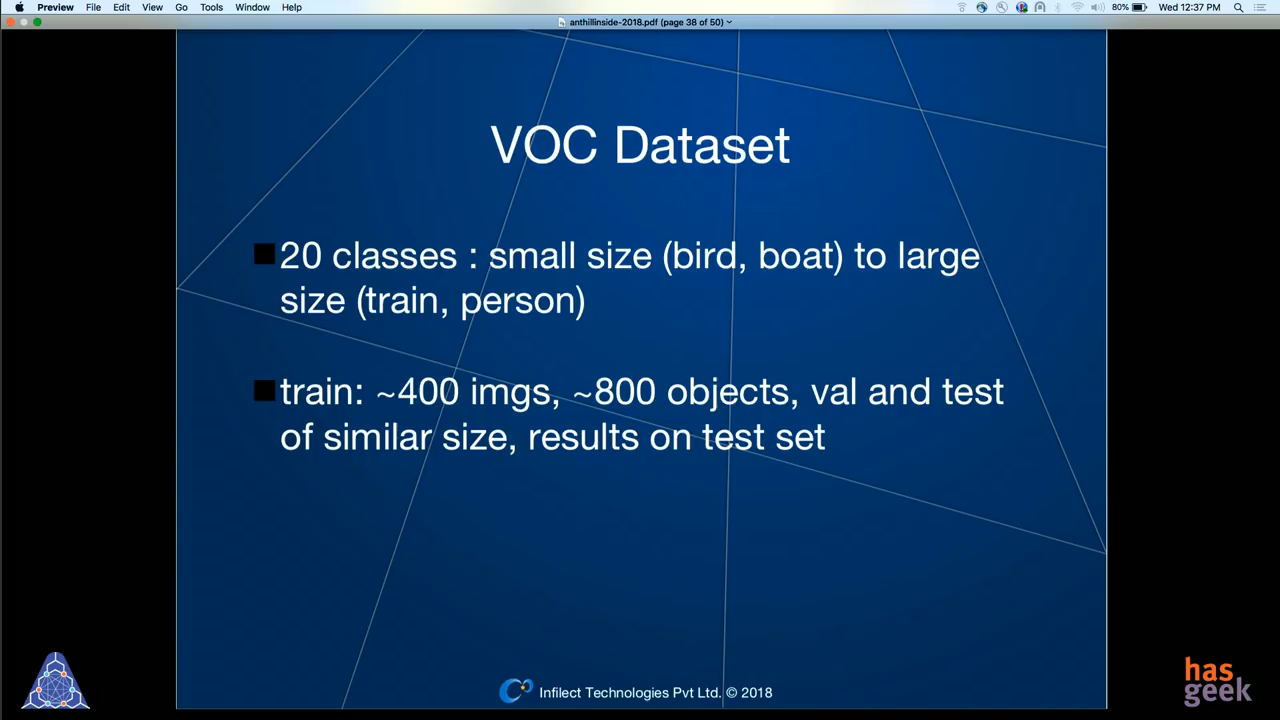 Preview File Edit View Go Tools Window Help 80% Wed 12:37 PM
anthillinside-2018.pdf (page 38 of 50)
VOC Dataset
20 classes : small size (bird, boat) to large
size (train, person)
train: ~400 imgs, ~800 objects, val and test
of similar size, results on test set
Infilect Technologies Pvt Ltd. © 2018
has
geek